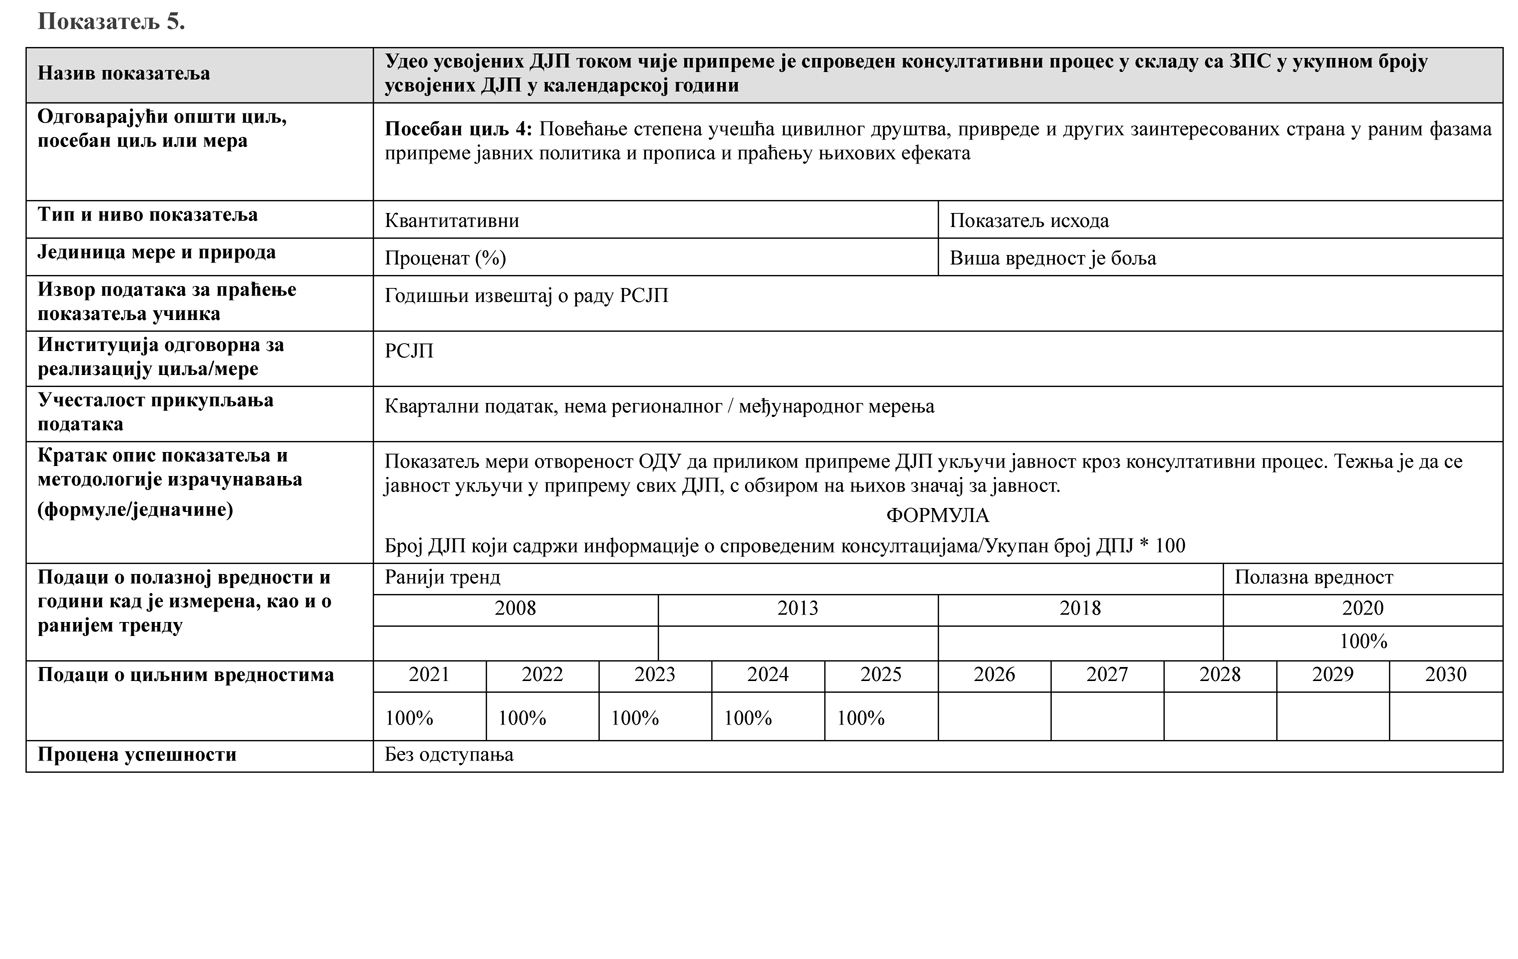 Показатељ 5.
Назив показатеља
Удео усвојених ДЈП током чије припреме је спроведен консултативни процес у складу са ЗПС у укупном броју
усвојених ДЈП у календарској години
Одговарајући општи циљ,
посебан циљ или мера
Посебан циљ 4: Повећање степена учешћа цивилног друштва, привреде и других заинтересованих страна у раним фазама
припреме јавних политика и прописа и праћењу њихових ефеката
Тип и ниво показатеља
Квантитативни
Показатељ исхода
Јединица мере и природа
Проценат (%)
Виша вредност је боља
Извор података за праћење
показатеља учинка
Годишњи извештај о раду РСЈП
Институција одговорна за
реализацију циља/мере
РСЈП
Учесталост прикупљања
података
Квартални податак, нема регионалног / међународног мерења
Кратак опис показатеља и
методологије израчунавања
(формуле/једначине)
Показатељ мери отвореност ОДУ да приликом припреме ДЈП укључи јавност кроз консултативни процес. Тежња је да се
јавност укључи у припрему свих ДЈП, с обзиром на њихов значај за јавност.
ФОРМУЛА
Број ДЈП који садржи информације о спроведеним консултацијама/Укупан број ДПЈ * 100
Подаци о полазној вредности и
години кад је измерена, као и о
ранијем тренду
Ранији тренд
Полазна вредност
2008
2013
2018
2020
100%
Подаци о циљним вредностима
2021
2022
2023
2024
2025
2026
2027
2028
2029
2030
100%
100%
100%
100%
100%
Процена успешности
Без одступања